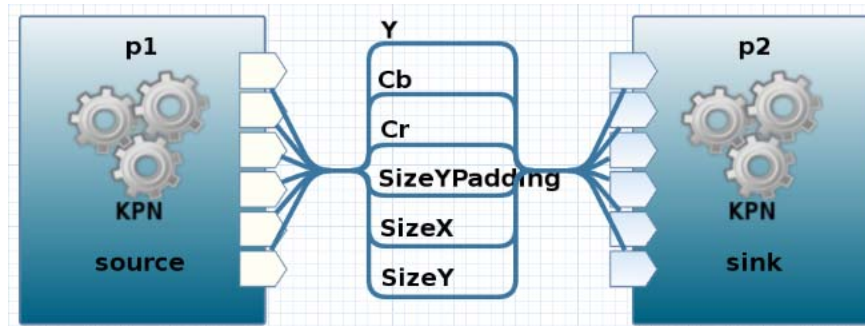 p1
KPN
source
Y
Cb
Cr
SizeYPadding
SizeX
SizeY
p2
KPN
sink